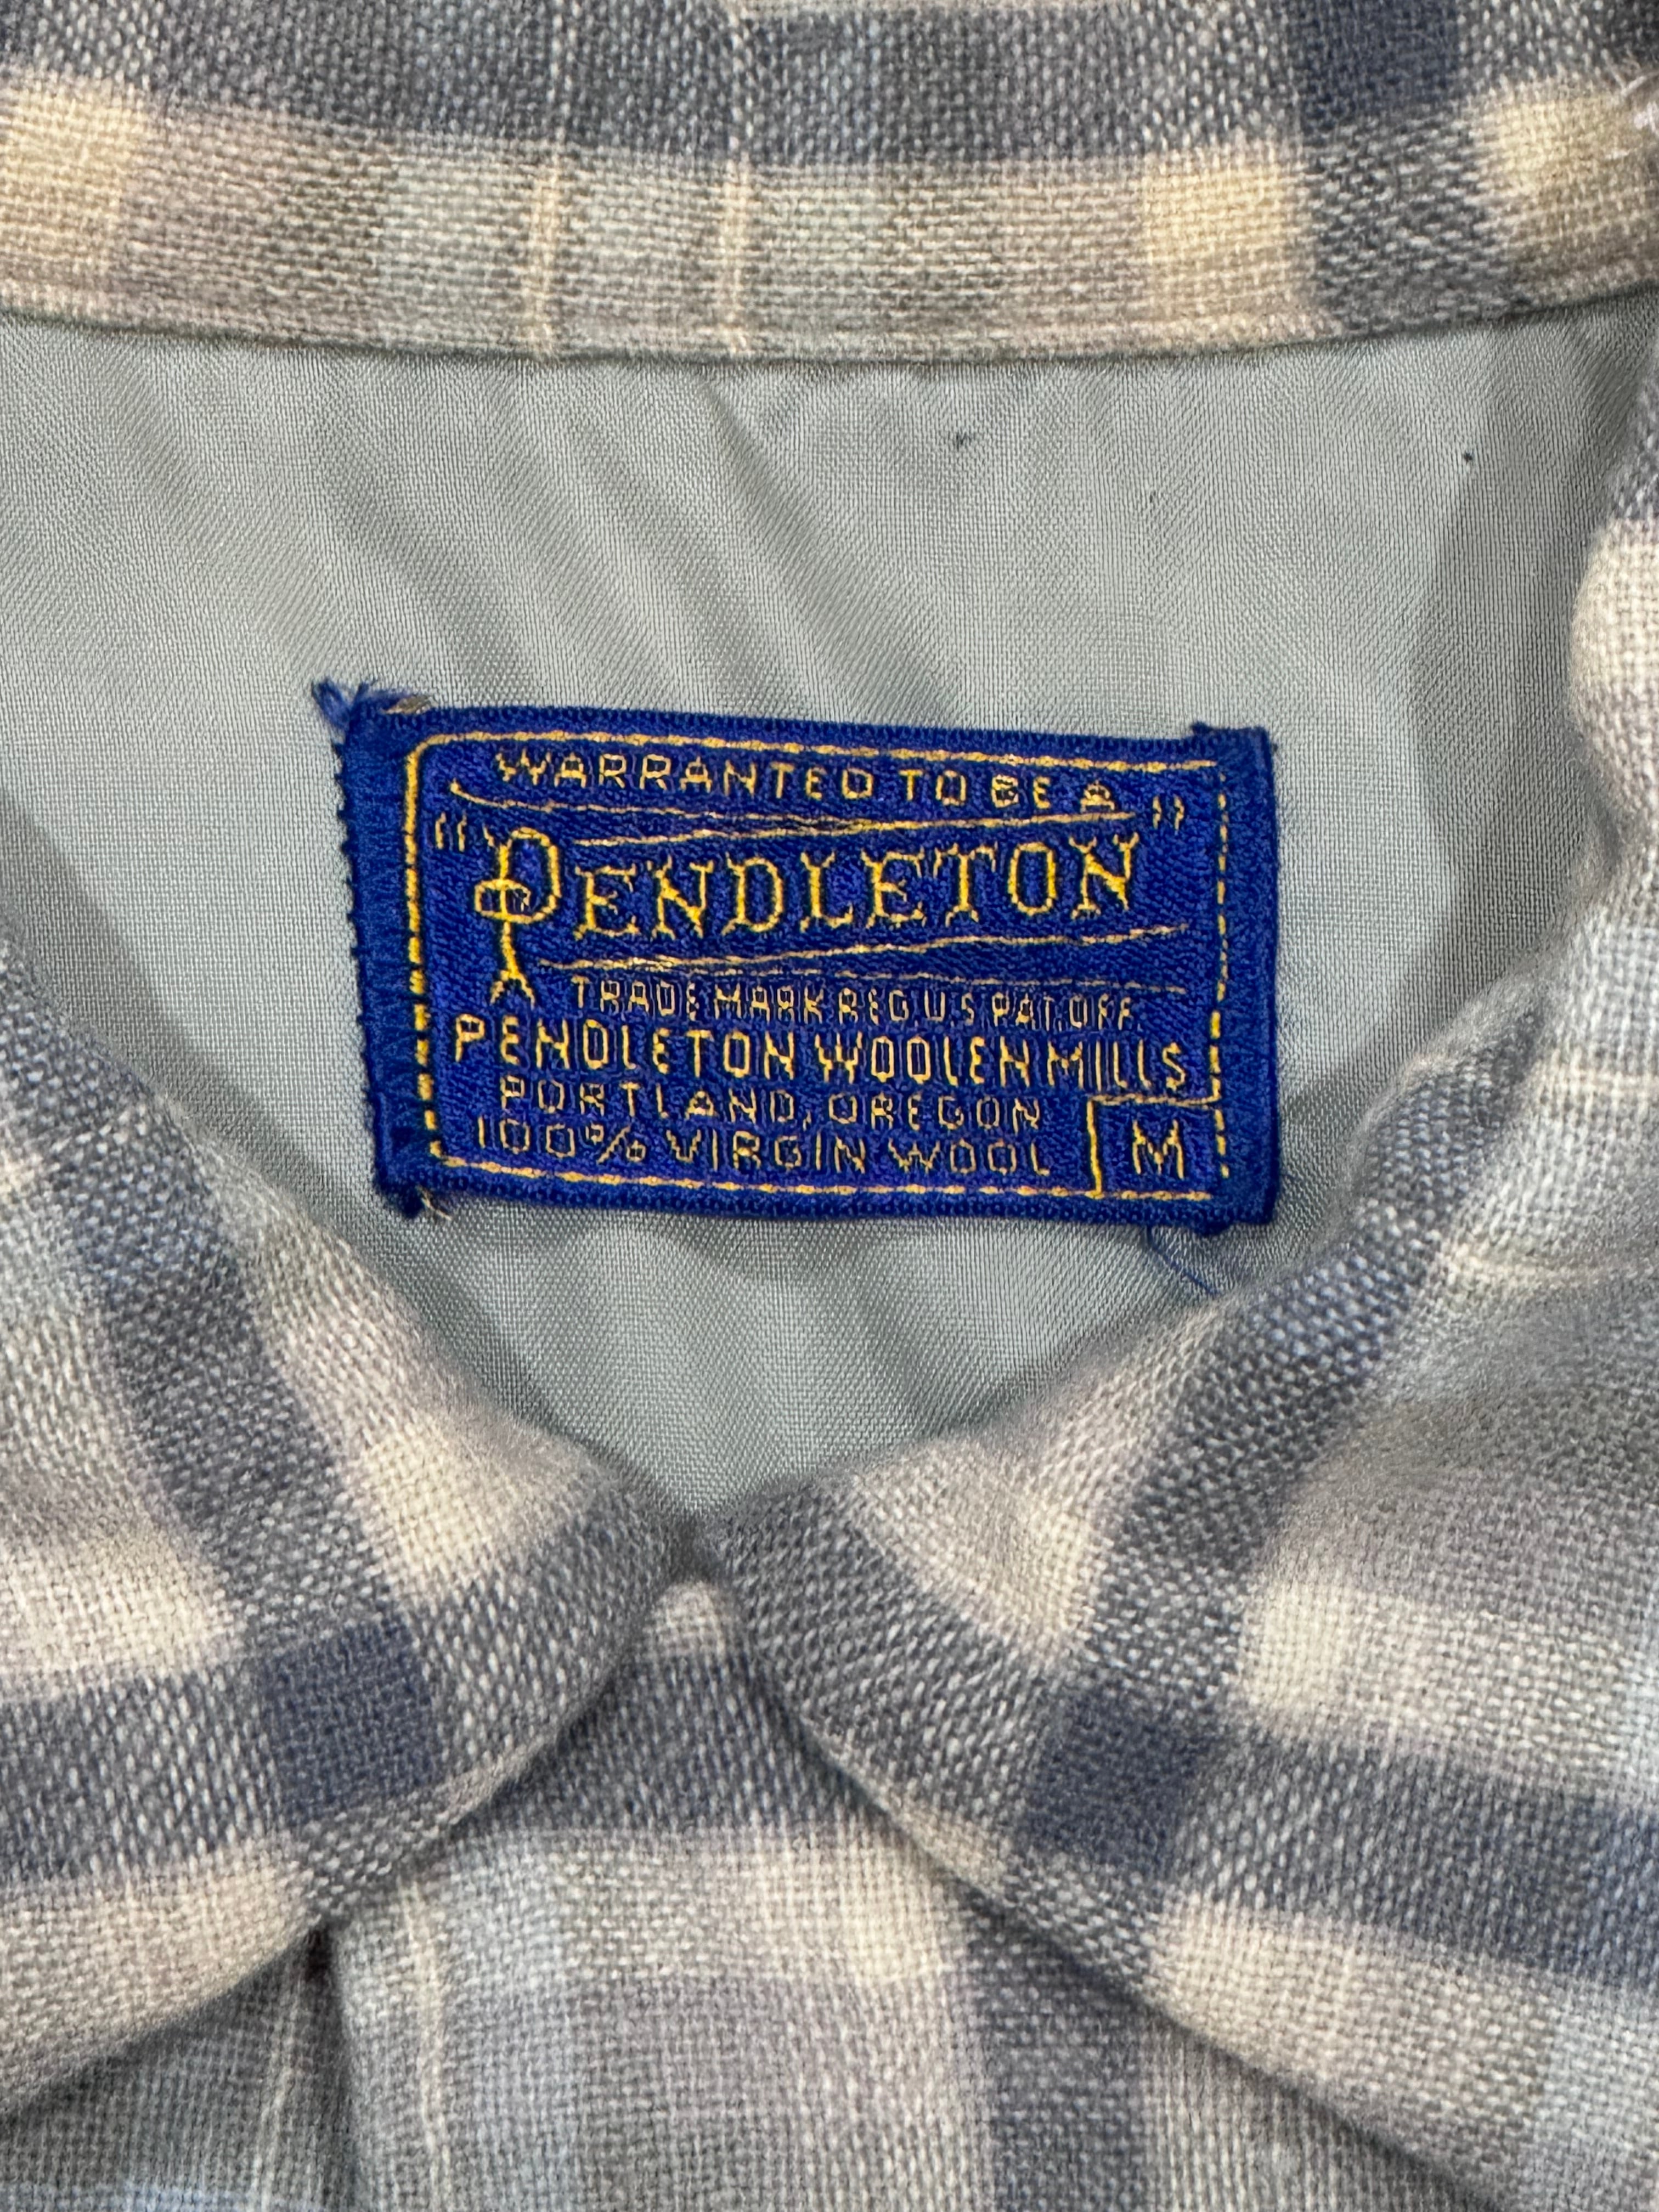 WARRANTED TO BE A
"PENDLETON"
TRADE MARK REG. U.S. PAT. OFF.
PENDLETON WOOLEN MILLS
PORTLAND, OREGON
100% VIRGIN WOOL
M